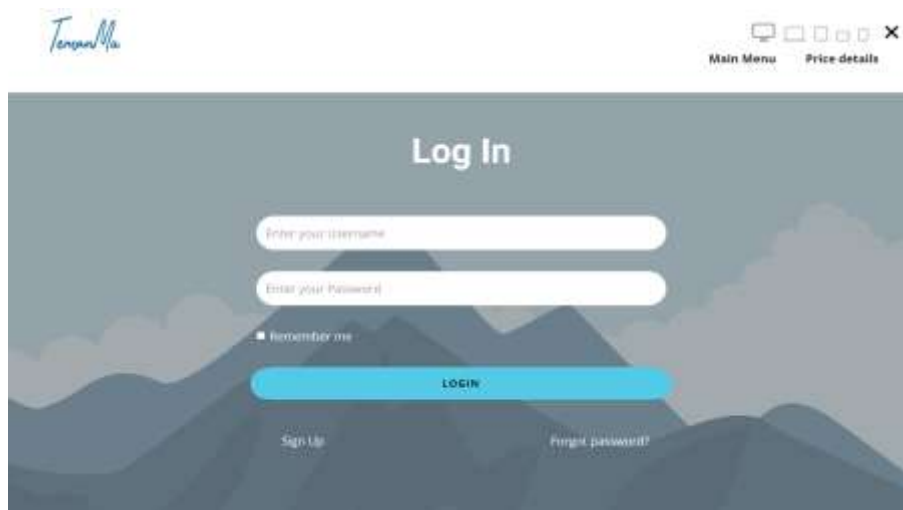 TemanMu
Main Menu Price details
Log In
Enter your Username
Enter your Password
Remember me
LOGIN
Sign Up Forgot password?